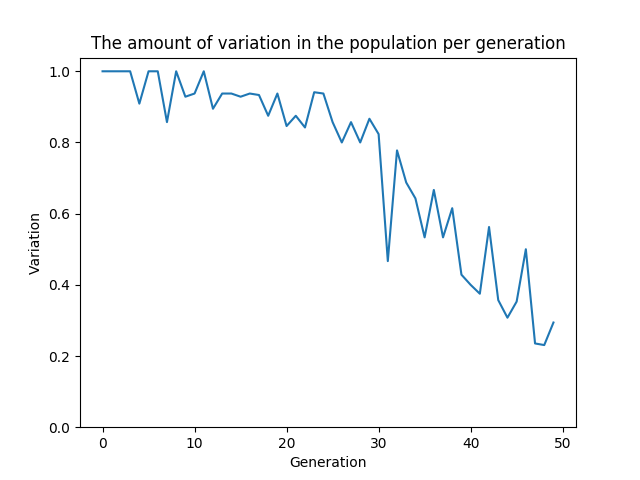 The amount of variation in the population per generation
1.0
0.8
0.6
0.4
0.2
0.0
Variation
0 10 20 30 40 50
Generation